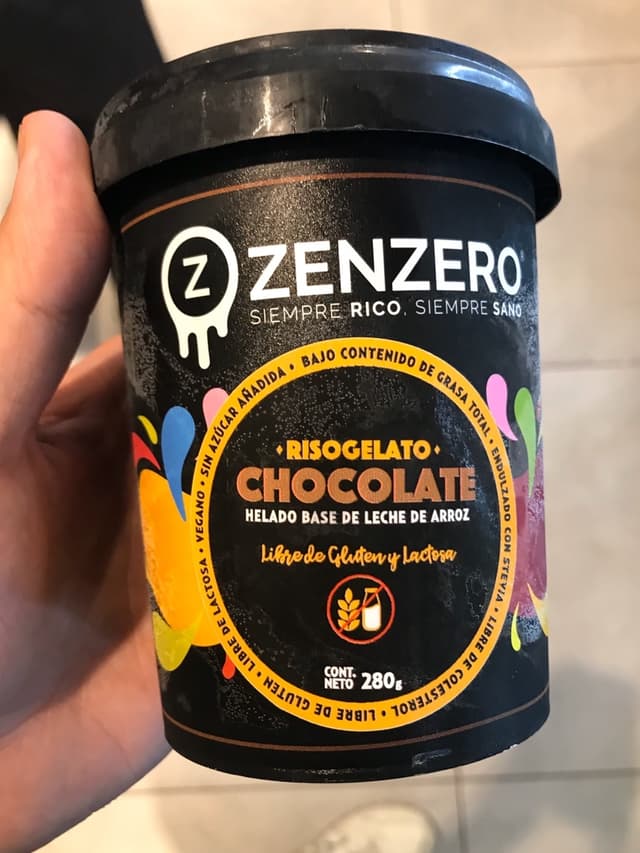 Z ZENZERO
SIEMPRE RICO. SIEMPRE SANO
SIN AZÚCAR AÑADIDA • BAJO CONTENIDO DE GRASA TOTAL • ENDULZADO CON STEVIA • LIBRE DE COLESTEROL • LIBRE DE GLUTEN • LIBRE DE LACTOSA • VEGANO •
RISOGELATO
CHOCOLATE
HELADO BASE DE LECHE DE ARROZ
Libre de Gluten y Lactosa
CONT.
NETO 280g